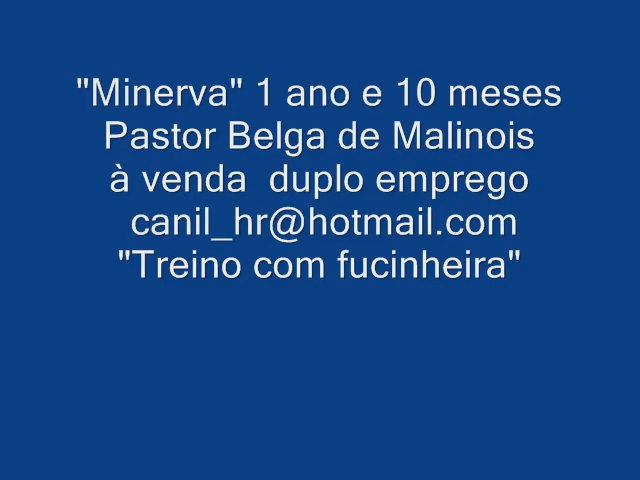 "Minerva" 1 ano e 10 meses
Pastor Belga de Malinois
à venda  duplo emprego
canil_hr@hotmail.com
"Treino com fucinheira"